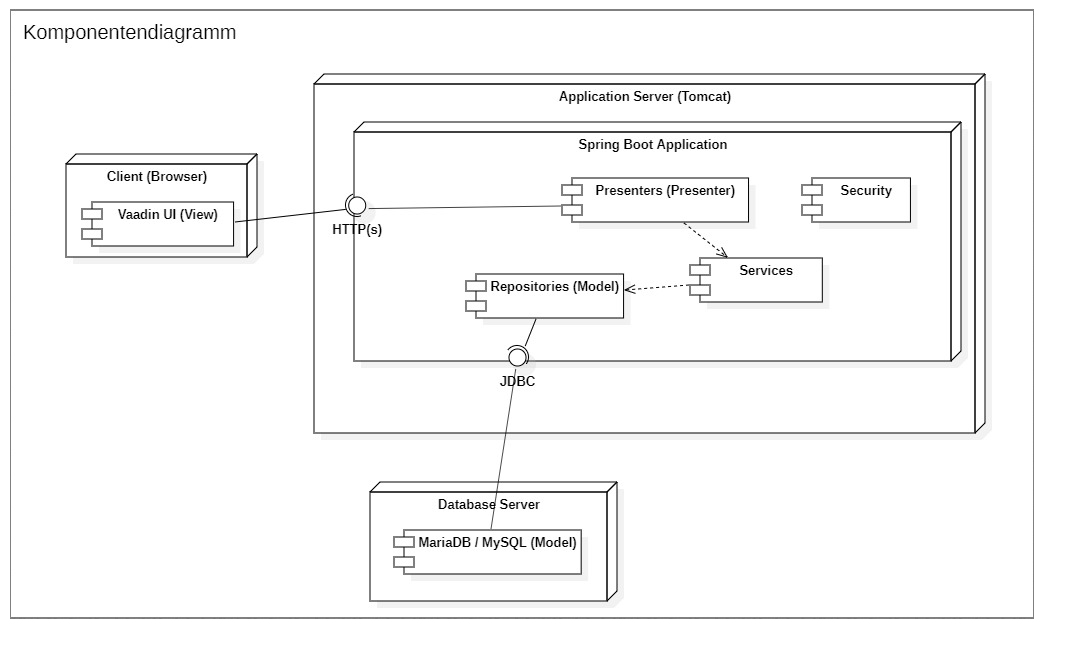 Komponentendiagramm
Application Server (Tomcat)
Spring Boot Application
Client (Browser)
Vaadin UI (View)
HTTP(s)
Presenters (Presenter)
Security
Services
Repositories (Model)
JDBC
Database Server
MariaDB / MySQL (Model)